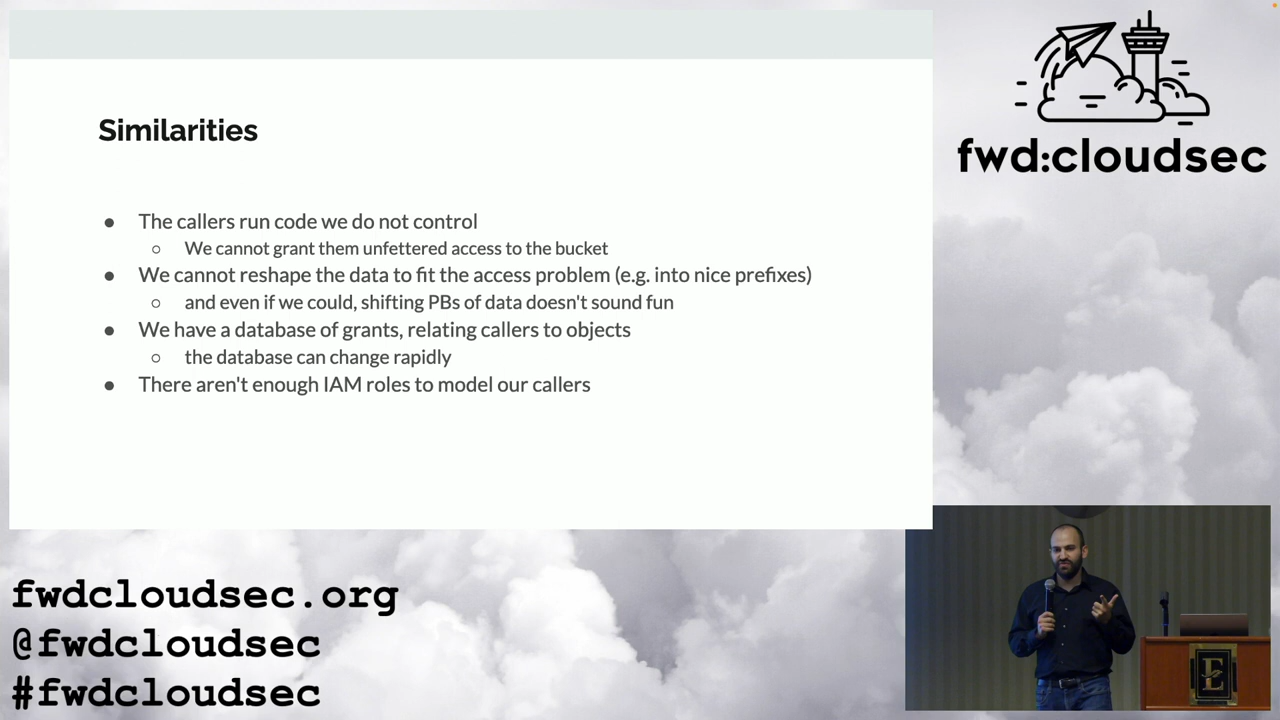 Similarities
● The callers run code we do not control
○ We cannot grant them unfettered access to the bucket
● We cannot reshape the data to fit the access problem (e.g. into nice prefixes)
○ and even if we could, shifting PBs of data doesn't sound fun
● We have a database of grants, relating callers to objects
○ the database can change rapidly
● There aren't enough IAM roles to model our callers
fwd:cloudsec
fwdcloudsec.org
@fwdcloudsec
#fwdcloudsec
E